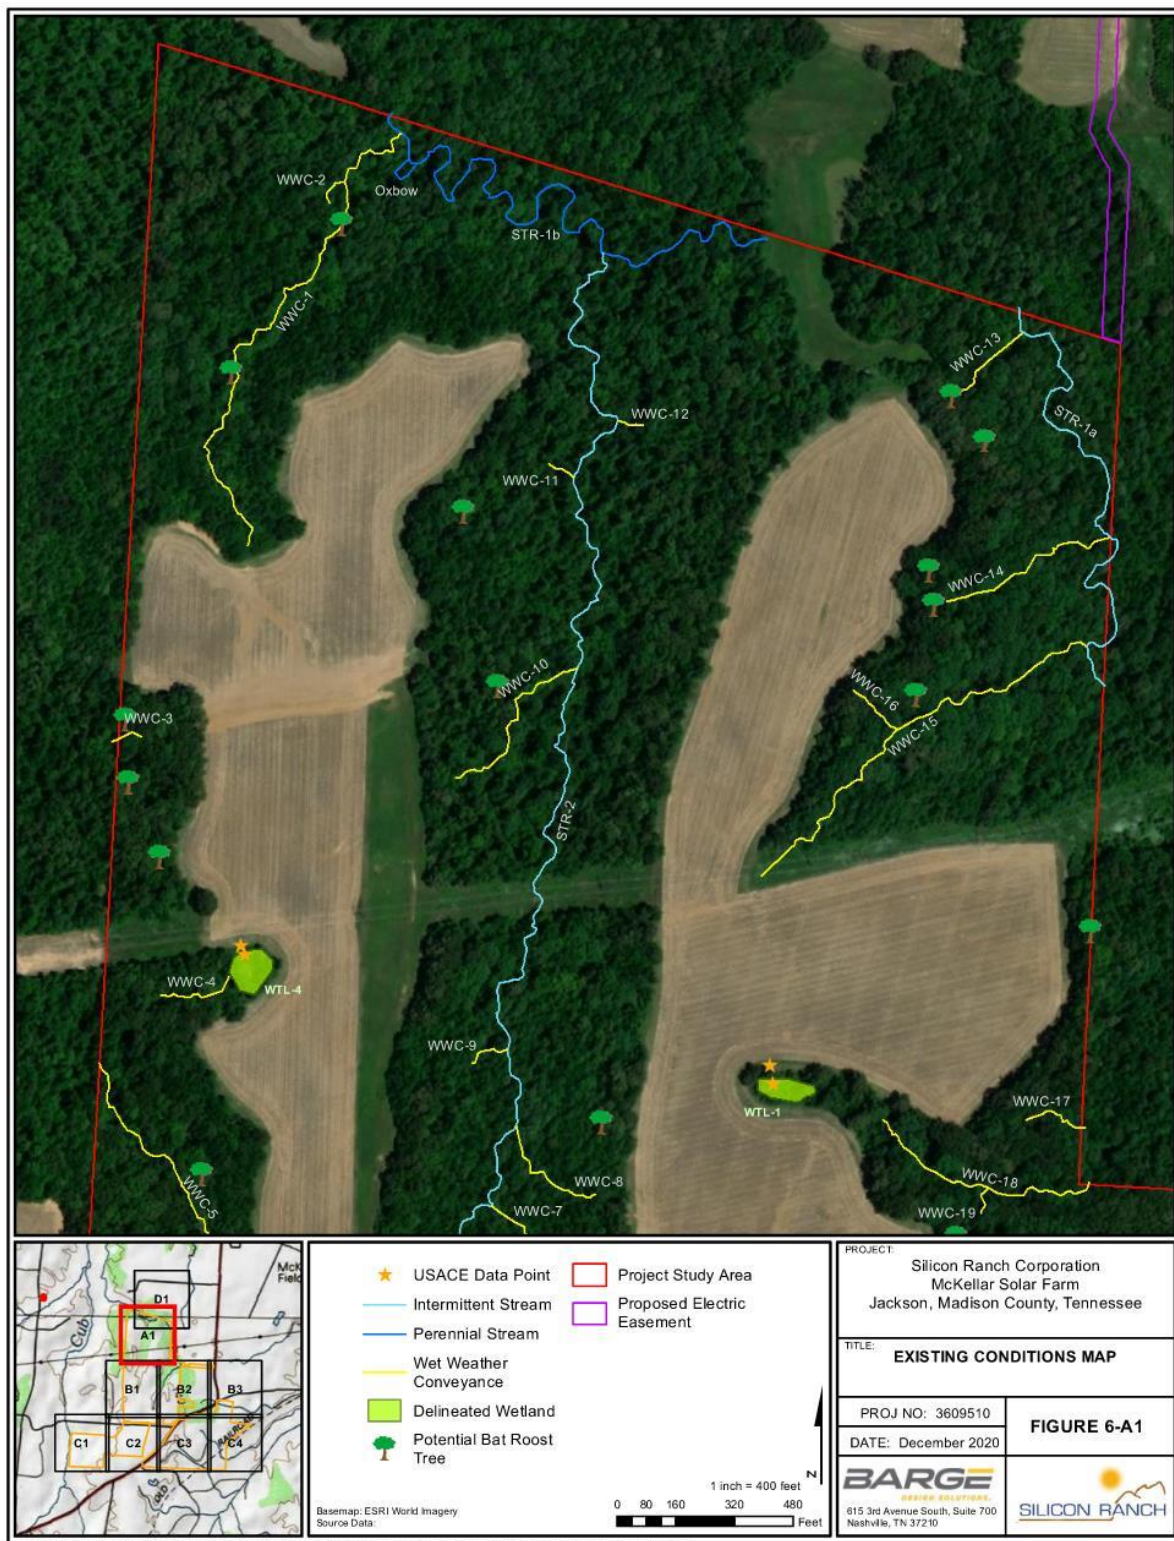 WWC-2
Oxbow
STR-1b
WWC-1
WWC-13
STR-1a
WWC-12
WWC-11
WWC-14
WWC-10
WWC-16
WWC-3
WWC-15
STR-2
WWC-4
WTL-4
WWC-9
WTL-1
WWC-17
WWC-5
WWC-8
WWC-18
WWC-7
WWC-19
McK
Field
D1
Cub
A1
B1
B2
B3
C1
C2
C3
C4
RAILROAD
OLD
USACE Data Point
Intermittent Stream
Perennial Stream
Wet Weather
Conveyance
Delineated Wetland
Potential Bat Roost
Tree
Project Study Area
Proposed Electric
Easement
N
1 inch = 400 feet
0 80 160 320 480
Feet
Basemap: ESRI World Imagery
Source Data:
PROJECT:
Silicon Ranch Corporation
McKellar Solar Farm
Jackson, Madison County, Tennessee
TITLE:
EXISTING CONDITIONS MAP
PROJ NO: 3609510
DATE: December 2020
FIGURE 6-A1
BARGE
DESIGN SOLUTIONS.
615 3rd Avenue South, Suite 700
Nashville, TN 37210
SILICON RANCH